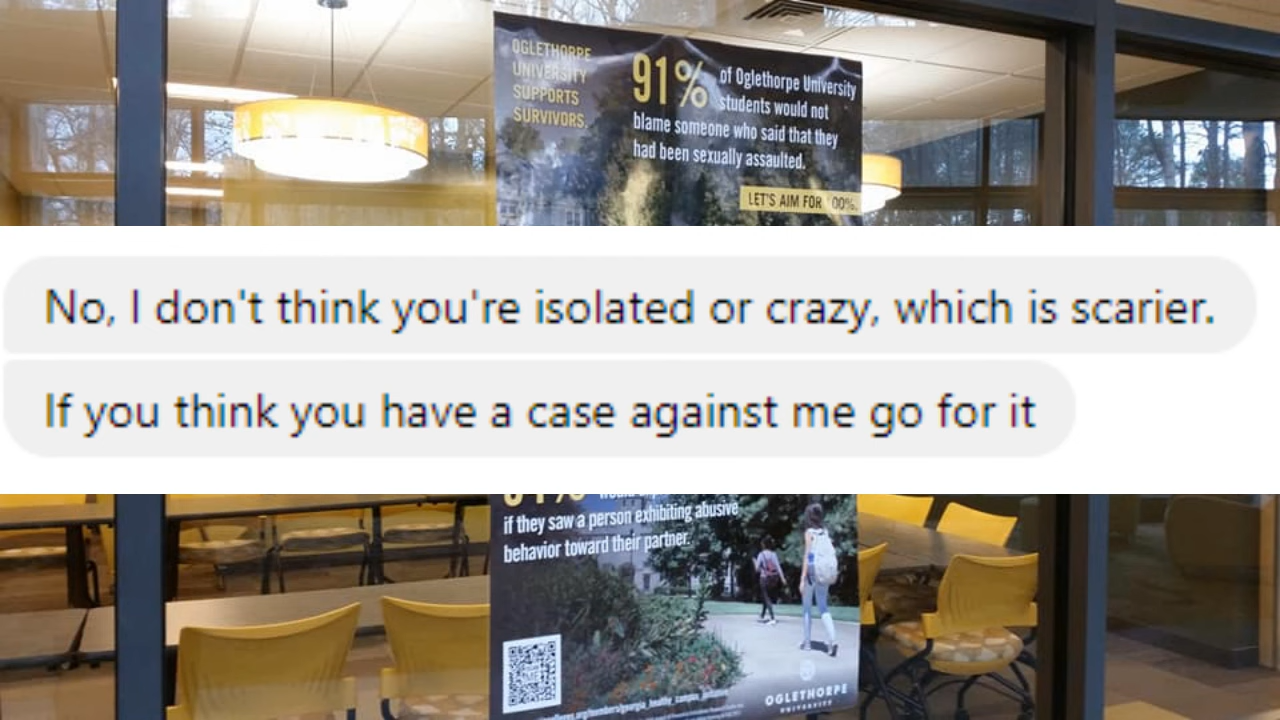 OGLETHORPE
UNIVERSITY
SUPPORTS
SURVIVORS.
91% of Oglethorpe University
students would not
blame someone who said that they
had been sexually assaulted.
LET'S AIM FOR 100%.
No, I don't think you're isolated or crazy, which is scarier.
If you think you have a case against me go for it
if they saw a person exhibiting abusive
behavior toward their partner.
OGLETHORPE
UNIVERSITY